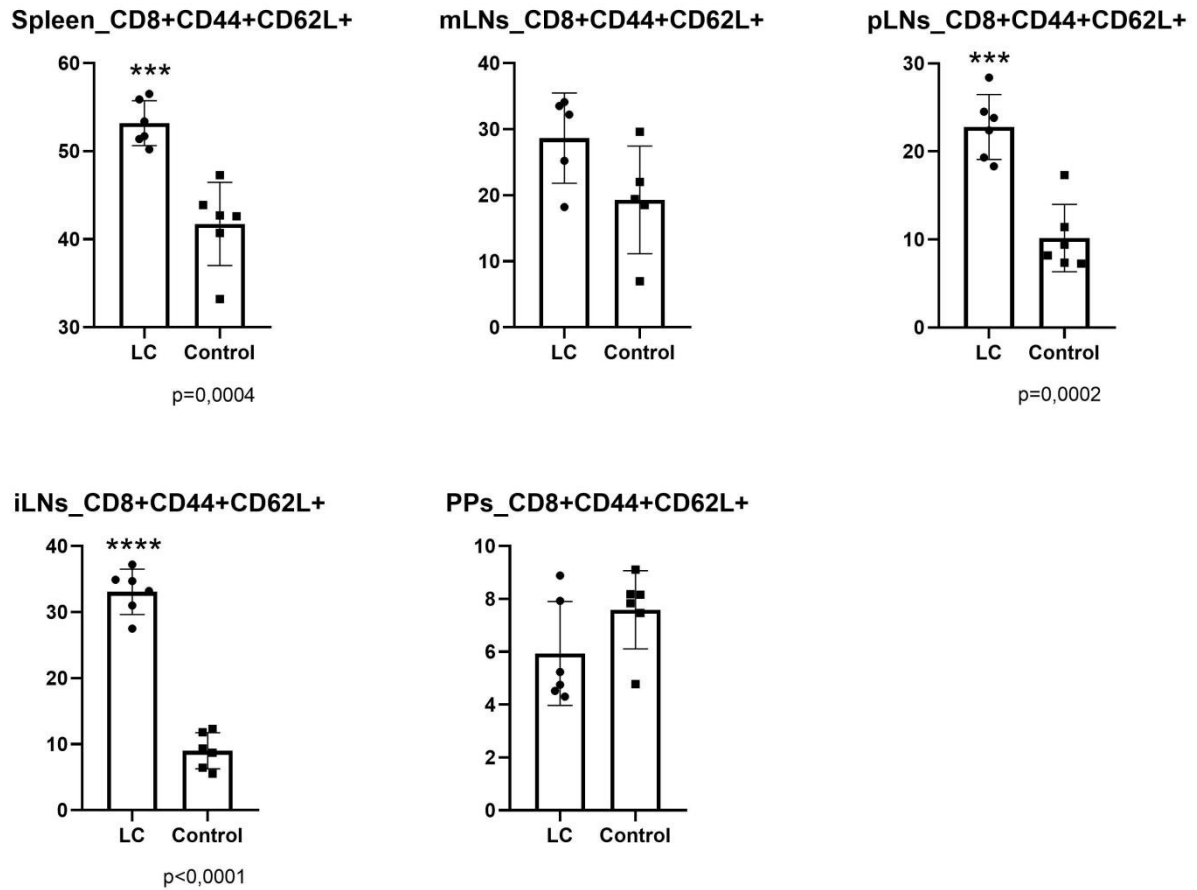 Spleen_CD8+CD44+CD62L+
60
50
40
30
***
LC Control
p=0,0004
mLNs_CD8+CD44+CD62L+
40
30
20
10
0
LC Control
pLNs_CD8+CD44+CD62L+
30
20
10
0
***
LC Control
p=0,0002
iLNs_CD8+CD44+CD62L+
40
30
20
10
0
****
LC Control
p<0,0001
PPs_CD8+CD44+CD62L+
10
8
6
4
2
0
LC Control